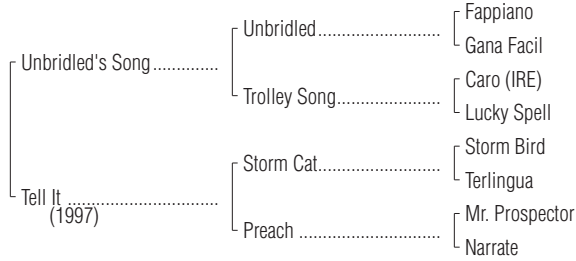 Fappiano
Unbridled....................................
Gana Facil
Unbridled's Song..............
Caro (IRE)
Trolley Song..............................
Lucky Spell
Storm Bird
Storm Cat..................................
Terlingua
Tell It .........................................
(1997)
Mr. Prospector
Preach .......................................
Narrate